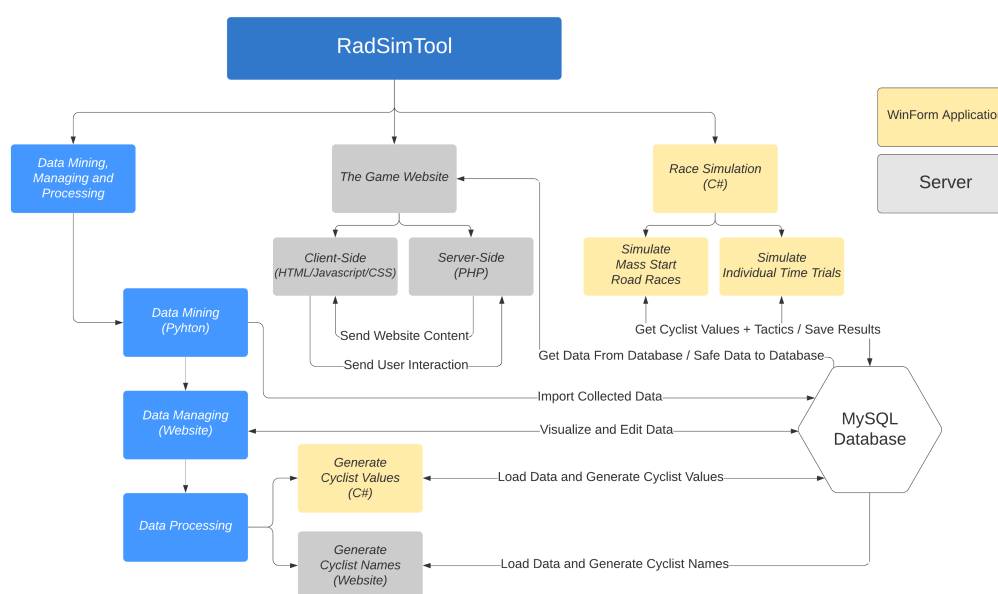 RadSimTool
WinForm Application
Server
Data Mining,
Managing and
Processing
The Game Website
Race Simulation
(C#)
Client-Side
(HTML/Javascript/CSS)
Server-Side
(PHP)
Simulate
Mass Start
Road Races
Simulate
Individual Time Trials
Data Mining
(Pyhton)
Send Website Content
Send User Interaction
Get Cyclist Values + Tactics / Save Results
Get Data From Database / Safe Data to Database
Import Collected Data
Data Managing
(Website)
Visualize and Edit Data
MySQL
Database
Generate
Cyclist Values
(C#)
Load Data and Generate Cyclist Values
Data Processing
Generate
Cyclist Names
(Website)
Load Data and Generate Cyclist Names